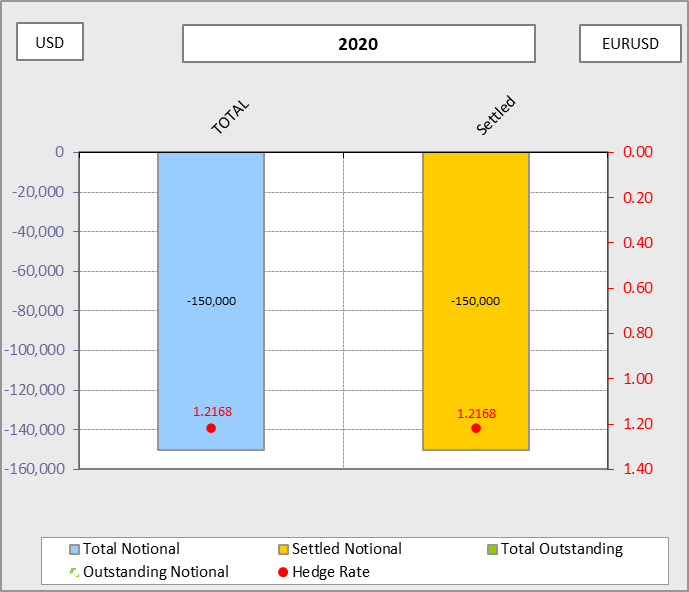 USD 2020 EURUSD
TOTAL Settled
0 0.00
-20,000 0.20
-40,000 0.40
-60,000 0.60
-150,000 -150,000
-80,000 0.80
-100,000 1.00
-120,000
1.2168 1.2168
-140,000 1.20
-160,000 1.40
Total Notional Settled Notional Total Outstanding
Outstanding Notional Hedge Rate